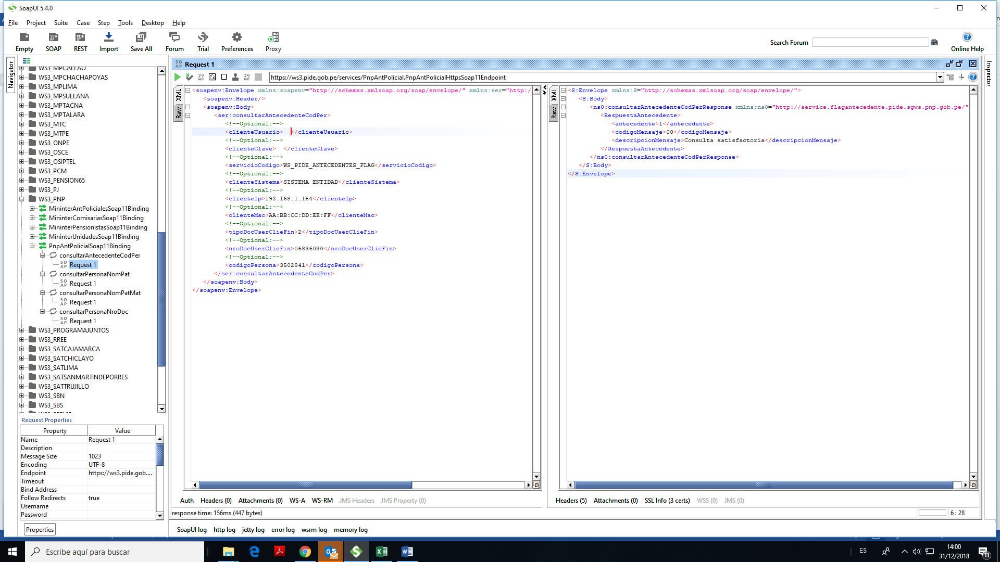 SoapUI 5.4.0
File Project Suite Case Step Tools Desktop Help
Empty SOAP REST Import Save All Forum Trial Preferences Proxy
Search Forum
Online Help
Navigator
WS3_MPCALLAO
WS3_MPCHACHAPOYAS
WS3_MPLIMA
WS3_MPSULLANA
WS3_MPTACNA
WS3_MPTALARA
WS3_MTC
WS3_MTPE
WS3_ONPE
WS3_OSCE
WS3_OSIPTEL
WS3_PCM
WS3_PENSION65
WS3_PJ
WS3_PNP
MininterAntPolicialesSoap11Binding
MininterComisariasSoap11Binding
MininterPensionistasSoap11Binding
MininterUnidadesSoap11Binding
PnpAntPolicialSoap11Binding
consultarAntecedenteCodPer
Request 1
consultarPersonaNomPat
Request 1
consultarPersonaNomPatMat
Request 1
consultarPersonaNroDoc
Request 1
WS3_PROGRAMAJUNTOS
WS3_RREE
WS3_SATCAJAMARCA
WS3_SATCHICLAYO
WS3_SATLIMA
WS3_SATSANMARTINDEPORRES
WS3_SATTRUJILLO
WS3_SBN
WS3_SBS
Request Properties
Property Value
Name Request 1
Description
Message Size 1023
Encoding UTF-8
Endpoint https://ws3.pide.gob....
Timeout
Bind Address
Follow Redirects true
Username
Password
Properties
Request 1
https://ws3.pide.gob.pe/services/PnpAntPolicial.PnpAntPolicialHttpsSoap11Endpoint
XML
Raw
<soapenv:Envelope xmlns:soapenv="http://schemas.xmlsoap.org/soap/envelope/" xmlns:ser="http:/
<soapenv:Header/>
<soapenv:Body>
<ser:consultarAntecedenteCodPer>
<!--Optional:-->
<clienteUsuario> </clienteUsuario>
<!--Optional:-->
<clienteClave> </clienteClave>
<!--Optional:-->
<servicioCodigo>WS_PIDE_ANTECEDENTES_FLAG</servicioCodigo>
<!--Optional:-->
<clienteSistema>SISTEMA ENTIDAD</clienteSistema>
<!--Optional:-->
<clienteIp>192.168.1.154</clienteIp>
<!--Optional:-->
<clienteMac>AA:BB:CC:DD:EE:FF</clienteMac>
<!--Optional:-->
<tipoDocUserClieFin>2</tipoDocUserClieFin>
<!--Optional:-->
<nroDocUserClieFin>06836030</nroDocUserClieFin>
<!--Optional:-->
<codigoPersona>3502841</codigoPersona>
</ser:consultarAntecedenteCodPer>
</soapenv:Body>
</soapenv:Envelope>
Auth Headers (0) Attachments (0) WS-A WS-RM JMS Headers JMS Property (0)
response time: 156ms (447 bytes)
XML
Raw
<S:Envelope xmlns:S="http://schemas.xmlsoap.org/soap/envelope/">
<S:Body>
<ns0:consultarAntecedenteCodPerResponse xmlns:ns0="http://service.flagantecedente.pide.sgws.pnp.gob.pe/"
<RespuestaAntecedente>
<antecedente>1</antecedente>
<codigoMensaje>00</codigoMensaje>
<descripcionMensaje>Consulta satisfactoria</descripcionMensaje>
</RespuestaAntecedente>
</ns0:consultarAntecedenteCodPerResponse>
</S:Body>
</S:Envelope>
Headers (5) Attachments (0) SSL Info (3 certs) WSS (0) JMS (0)
6 : 28
Inspector
SoapUI log http log jetty log error log wsrm log memory log
Escribe aquí para buscar
ES
14:00
31/12/2018
11